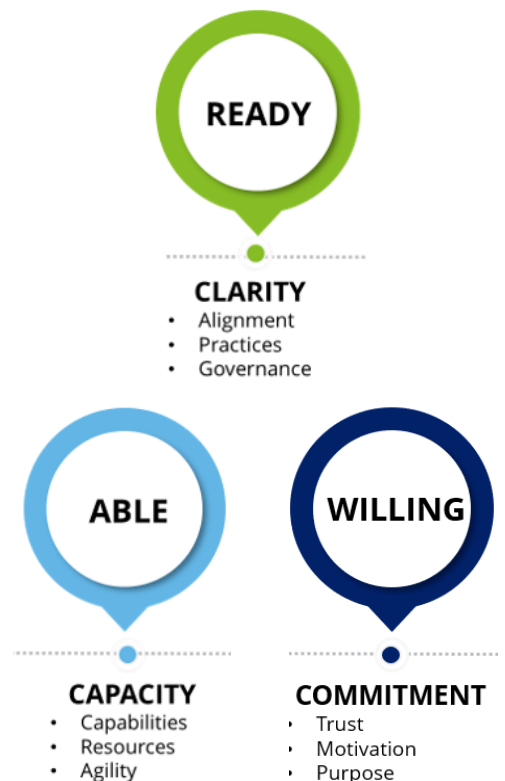 READY
CLARITY
• Alignment
• Practices
• Governance
ABLE
CAPACITY
• Capabilities
• Resources
• Agility
WILLING
COMMITMENT
• Trust
• Motivation
• Purpose